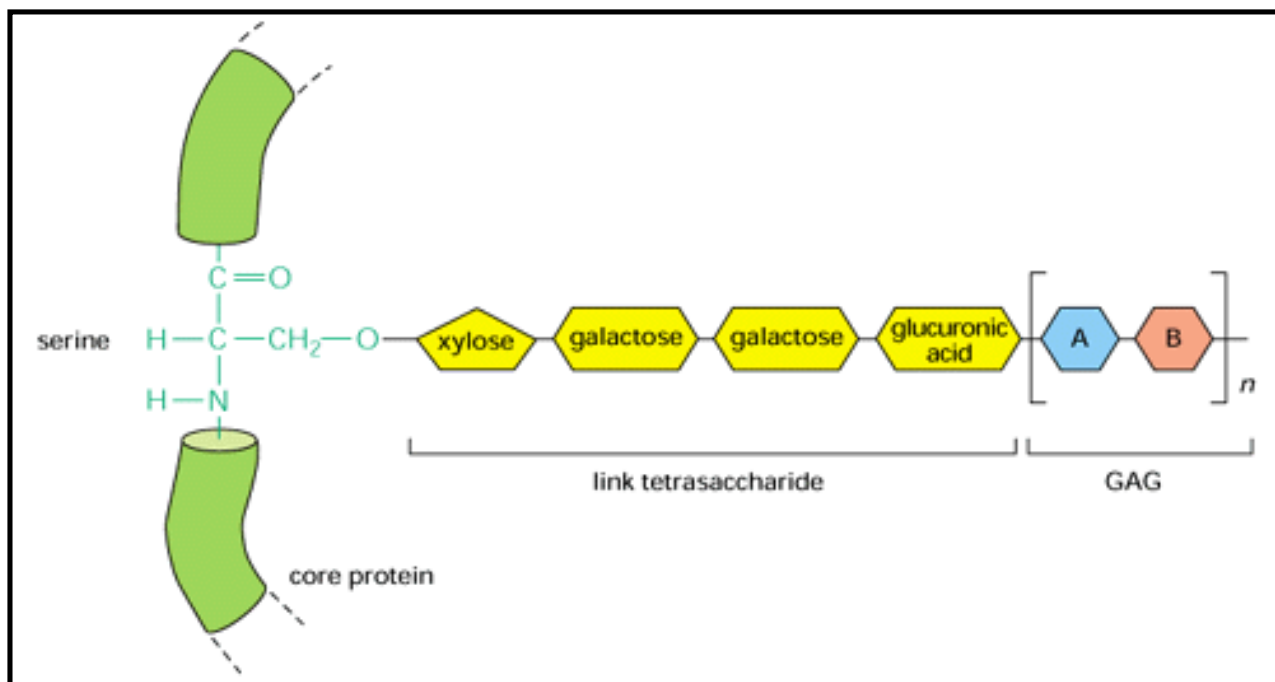 C=O
serine
H—C—CH₂—O
xylose
galactose
galactose
glucuronic
acid
A
B
n
H—N
link tetrasaccharide
GAG
core protein